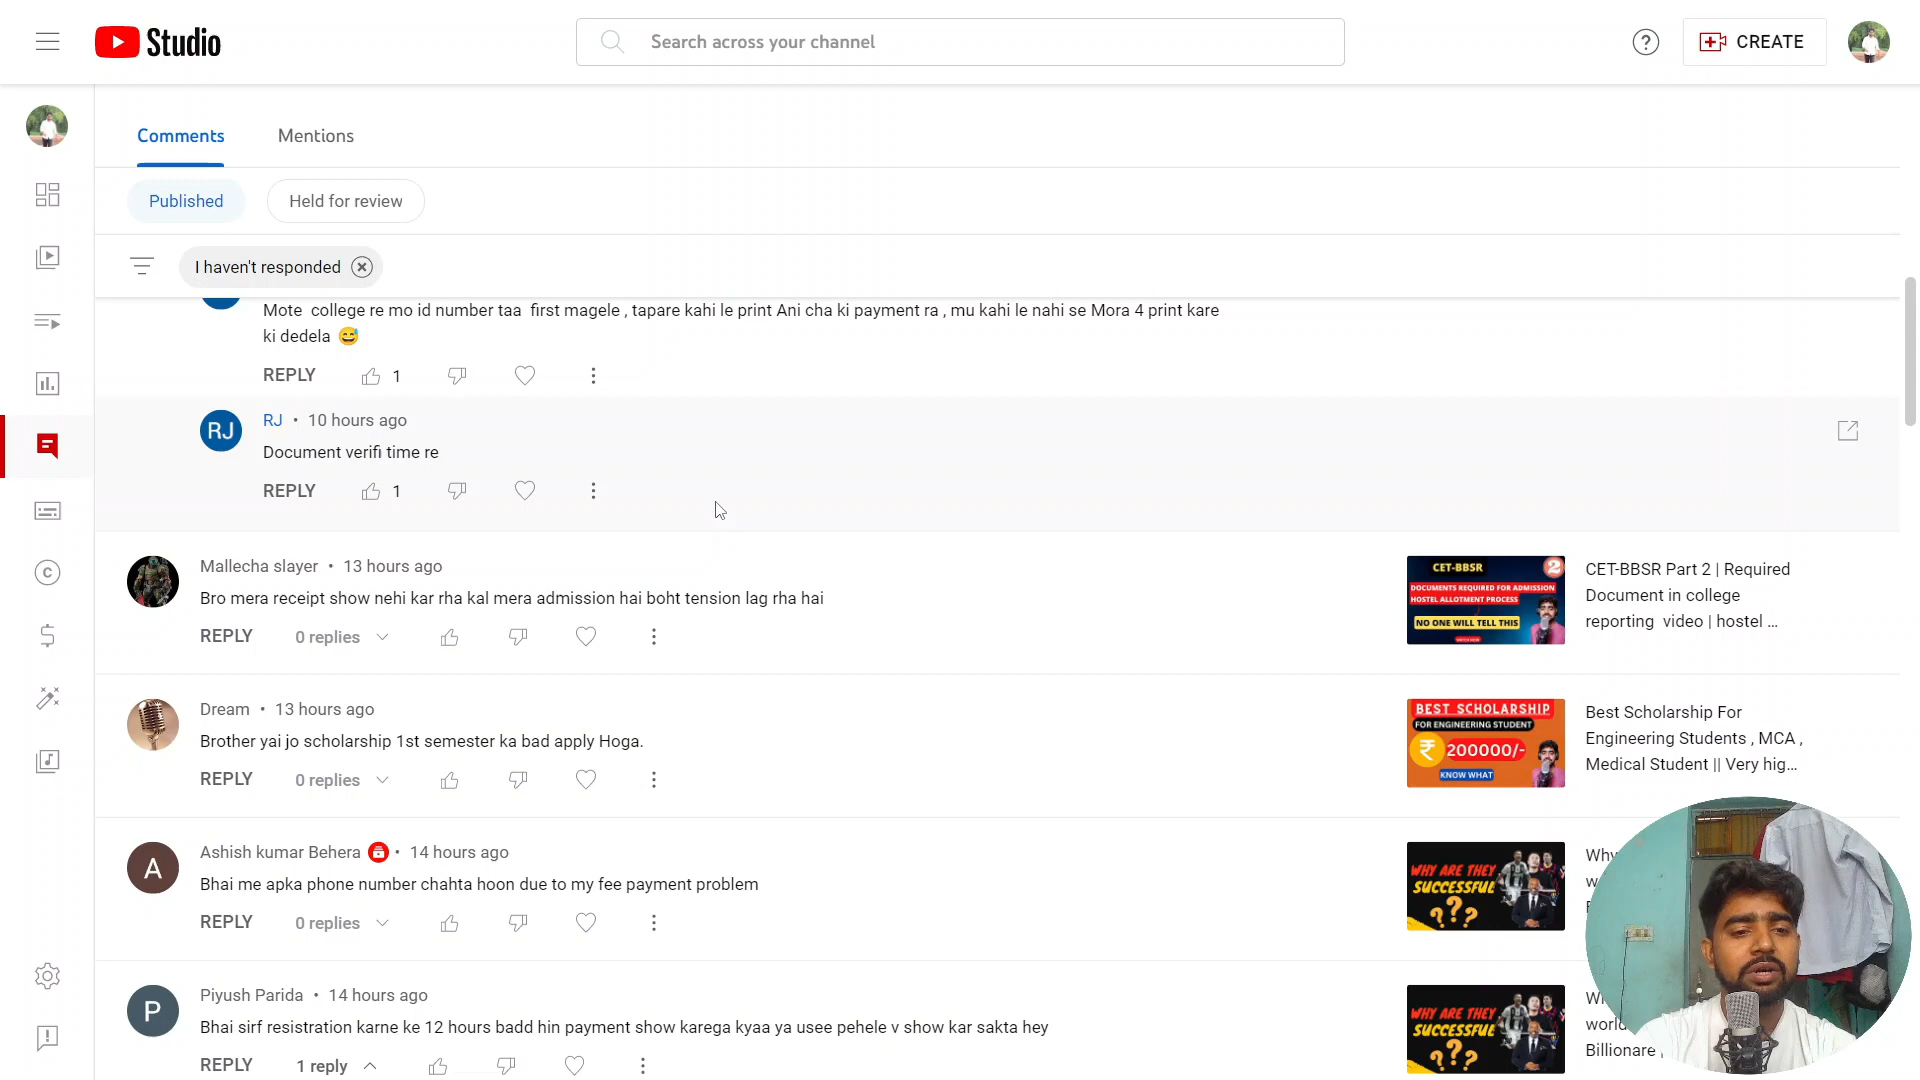 Studio
Search across your channel
?
CREATE
Comments
Mentions
Published
Held for review
I haven't responded
Mote college re mo id number taa first magele , tapare kahi le print Ani cha ki payment ra , mu kahi le nahi se Mora 4 print kare
ki dedela 😅
REPLY 1
RJ
RJ • 10 hours ago
Document verifi time re
REPLY 1
Mallecha slayer • 13 hours ago
Bro mera receipt show nehi kar rha kal mera admission hai boht tension lag rha hai
REPLY 0 replies
CET-BBSR
2
DOCUMENTS REQUIRED FOR ADMISSION
HOSTEL ALLOTMENT PROCESS
NO ONE WILL TELL THIS
CET-BBSR Part 2 | Required
Document in college
reporting video | hostel ...
Dream • 13 hours ago
Brother yai jo scholarship 1st semester ka bad apply Hoga.
REPLY 0 replies
BEST SCHOLARSHIP
FOR ENGINEERING STUDENT
₹ 200000/-
KNOW WHAT
Best Scholarship For
Engineering Students , MCA ,
Medical Student || Very hig...
A
Ashish kumar Behera • 14 hours ago
Bhai me apka phone number chahta hoon due to my fee payment problem
REPLY 0 replies
WHY ARE THEY
SUCCESSFUL
???
Why
P
Piyush Parida • 14 hours ago
Bhai sirf resistration karne ke 12 hours badd hin payment show karega kyaa ya usee pehele v show kar sakta hey
REPLY 1 reply
WHY ARE THEY
SUCCESSFUL
???
worl
Billionare